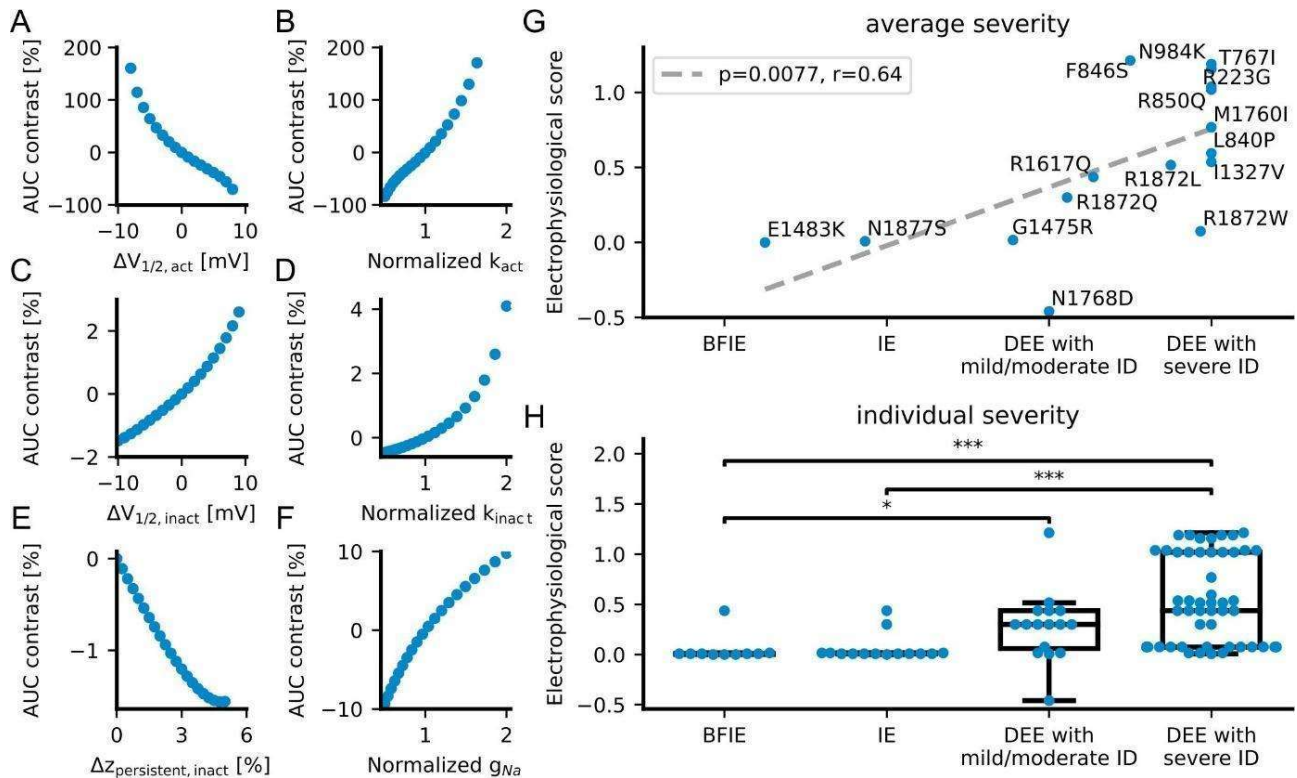 A
AUC contrast [%]
200
100
0
−100
−10
0
10
ΔV1/2, act [mV]
B
AUC contrast [%]
200
100
0
−100
1
2
Normalized kact
C
AUC contrast [%]
2
0
−2
−10
0
10
ΔV1/2, inact [mV]
D
AUC contrast [%]
4
2
0
1
2
Normalized kinact
E
AUC contrast [%]
0
−1
0
3
6
Δzpersistent, inact [%]
F
AUC contrast [%]
10
0
−10
1
2
Normalized gNa
G
average severity
Electrophysiological score
1.0
0.5
0.0
−0.5
p=0.0077, r=0.64
N984K
T767I
F846S
R223G
R850Q
M1760I
L840P
R1617Q
R1872L
I1327V
R1872Q
E1483K
N1877S
G1475R
R1872W
N1768D
BFIE
IE
DEE with
mild/moderate ID
DEE with
severe ID
H
individual severity
Electrophysiological score
2.0
1.5
1.0
0.5
0.0
−0.5
***
***
*
BFIE
IE
DEE with
mild/moderate ID
DEE with
severe ID